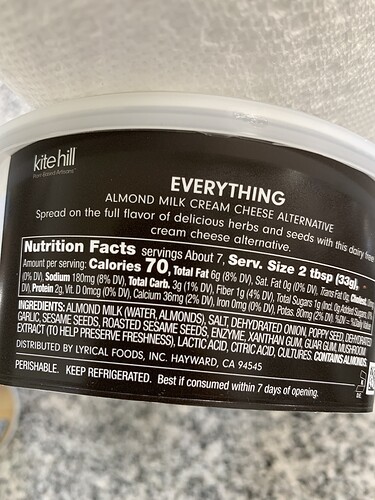 kite hill
Plant-Based Artisans
EVERYTHING
ALMOND MILK CREAM CHEESE ALTERNATIVE
Spread on the full flavor of delicious herbs and seeds with this dairy free
cream cheese alternative.
Nutrition Facts servings About 7, Serv. Size 2 tbsp (33g),
Amount per serving: Calories 70, Total Fat 6g (8% DV), Sat. Fat 0g (0% DV), Trans Fat 0g,
(0% DV), Sodium 180mg (8% DV), Total Carb. 3g (1% DV), Fiber 1g (4% DV), Total Sugars 1g (Incl. 0g Added Sugars,
DV), Protein 2g, Vit. D 0mcg (0% DV), Calcium 36mg (2% DV), Iron 0mg (0% DV), Potas. 80mg (2% DV). %DV = %Daily Value
INGREDIENTS: ALMOND MILK (WATER, ALMONDS), SALT, DEHYDRATED ONION, POPPY SEED, DEHYDRATED
GARLIC, SESAME SEEDS, ROASTED SESAME SEEDS, ENZYME, XANTHAN GUM, GUAR GUM, MUSHROOM
EXTRACT (TO HELP PRESERVE FRESHNESS), LACTIC ACID, CITRIC ACID, CULTURES. CONTAINS ALMONDS.
DISTRIBUTED BY LYRICAL FOODS, INC. HAYWARD, CA 94545
PERISHABLE. KEEP REFRIGERATED. Best if consumed within 7 days of opening.